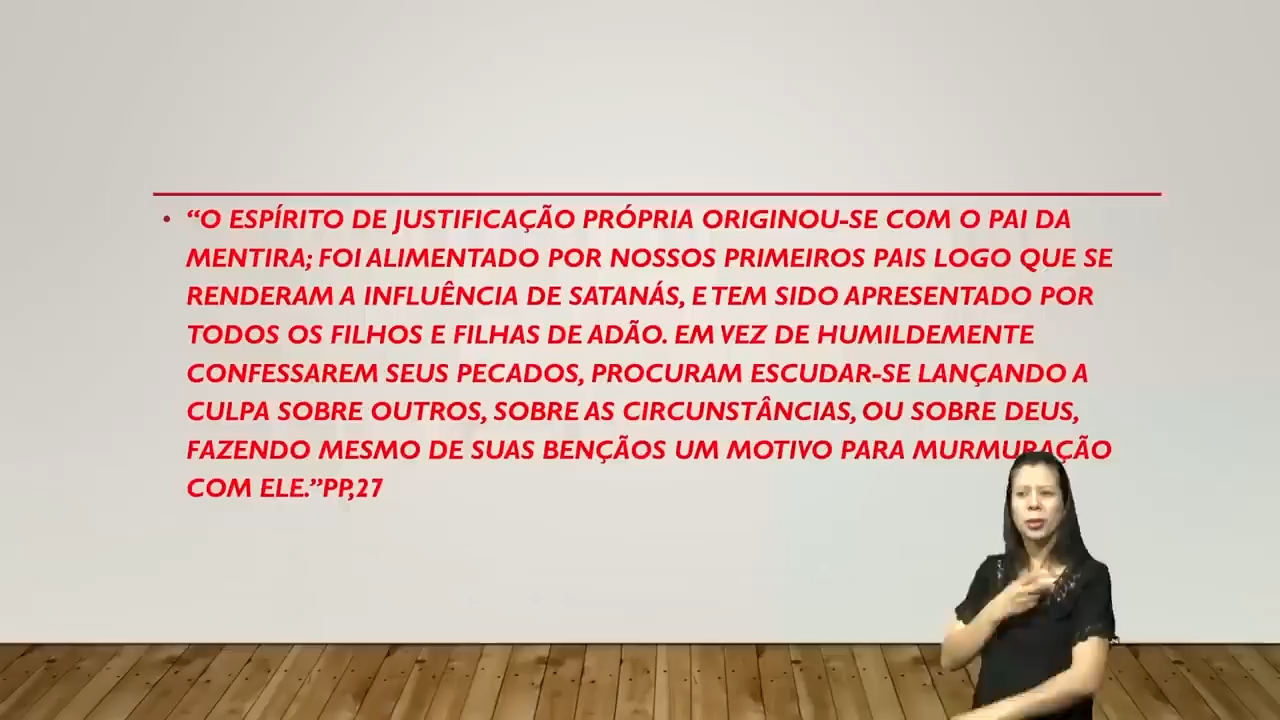 • “O ESPÍRITO DE JUSTIFICAÇÃO PRÓPRIA ORIGINOU-SE COM O PAI DA
MENTIRA; FOI ALIMENTADO POR NOSSOS PRIMEIROS PAIS LOGO QUE SE
RENDERAM A INFLUÊNCIA DE SATANÁS, E TEM SIDO APRESENTADO POR
TODOS OS FILHOS E FILHAS DE ADÃO. EM VEZ DE HUMILDEMENTE
CONFESSAREM SEUS PECADOS, PROCURAM ESCUDAR-SE LANÇANDO A
CULPA SOBRE OUTROS, SOBRE AS CIRCUNSTÂNCIAS, OU SOBRE DEUS,
FAZENDO MESMO DE SUAS BENÇÃOS UM MOTIVO PARA MURMURAÇÃO
COM ELE.”PP,27